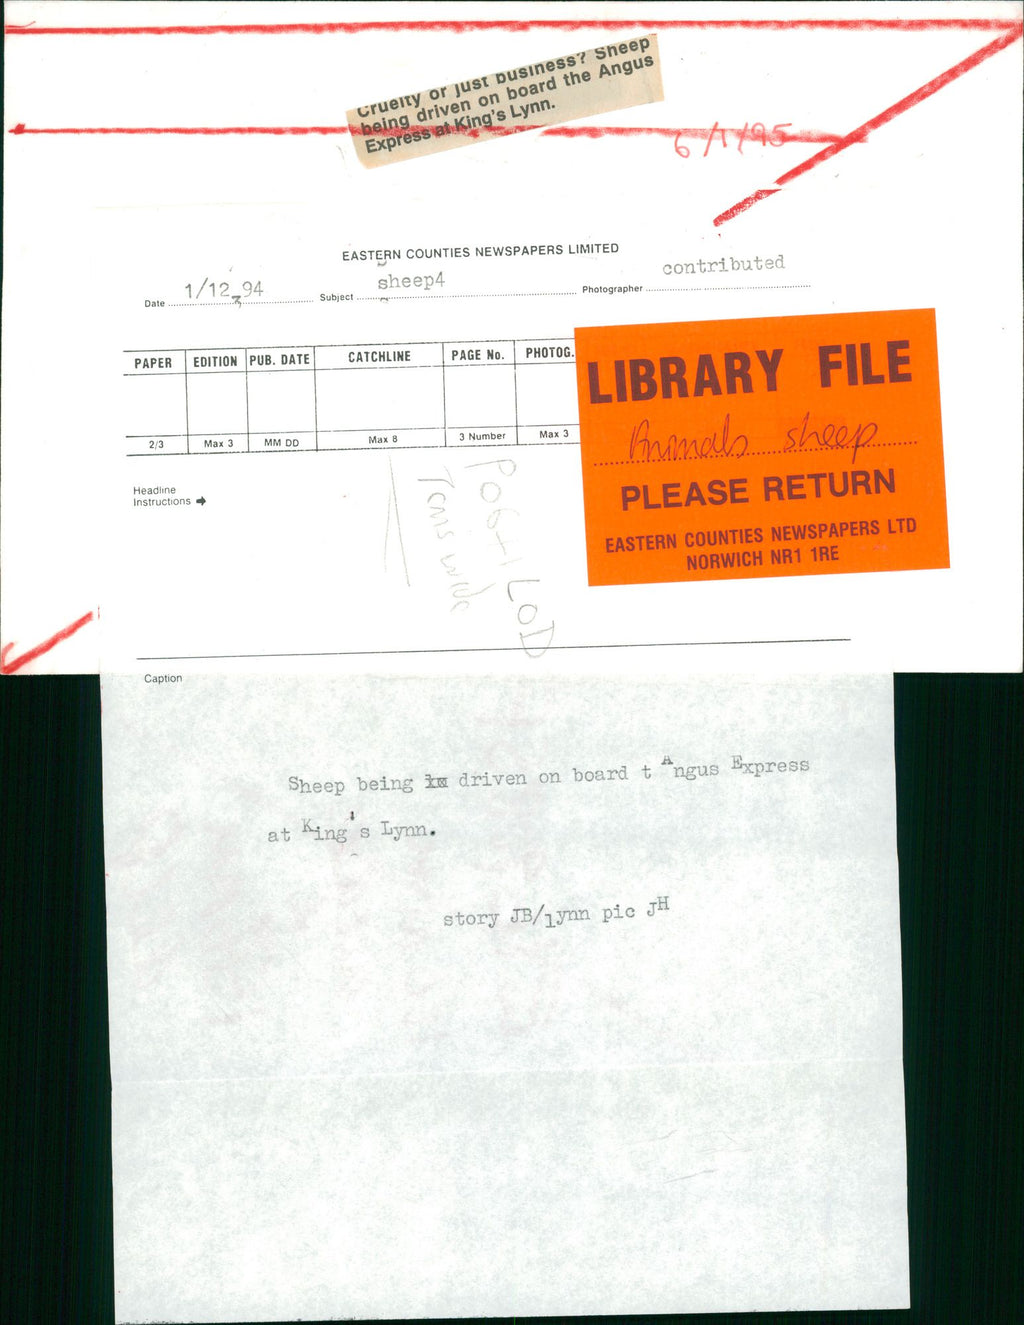 Cruelty or just business? Sheep
being driven on board the Angus
Express at King's Lynn.
6/1/95
EASTERN COUNTIES NEWSPAPERS LIMITED
Date 1/12 94 Subject sheep4 Photographer contributed
PAPER EDITION PUB. DATE CATCHLINE PAGE No. PHOTOG.
2/3 Max 3 MM DD Max 8 3 Number Max 3
Headline
Instructions →
LIBRARY FILE
Animals sheep
PLEASE RETURN
EASTERN COUNTIES NEWSPAPERS LTD
NORWICH NR1 1RE
Caption
Sheep being driven on board t Angus Express
at King's Lynn.
story JB/lynn pic JH